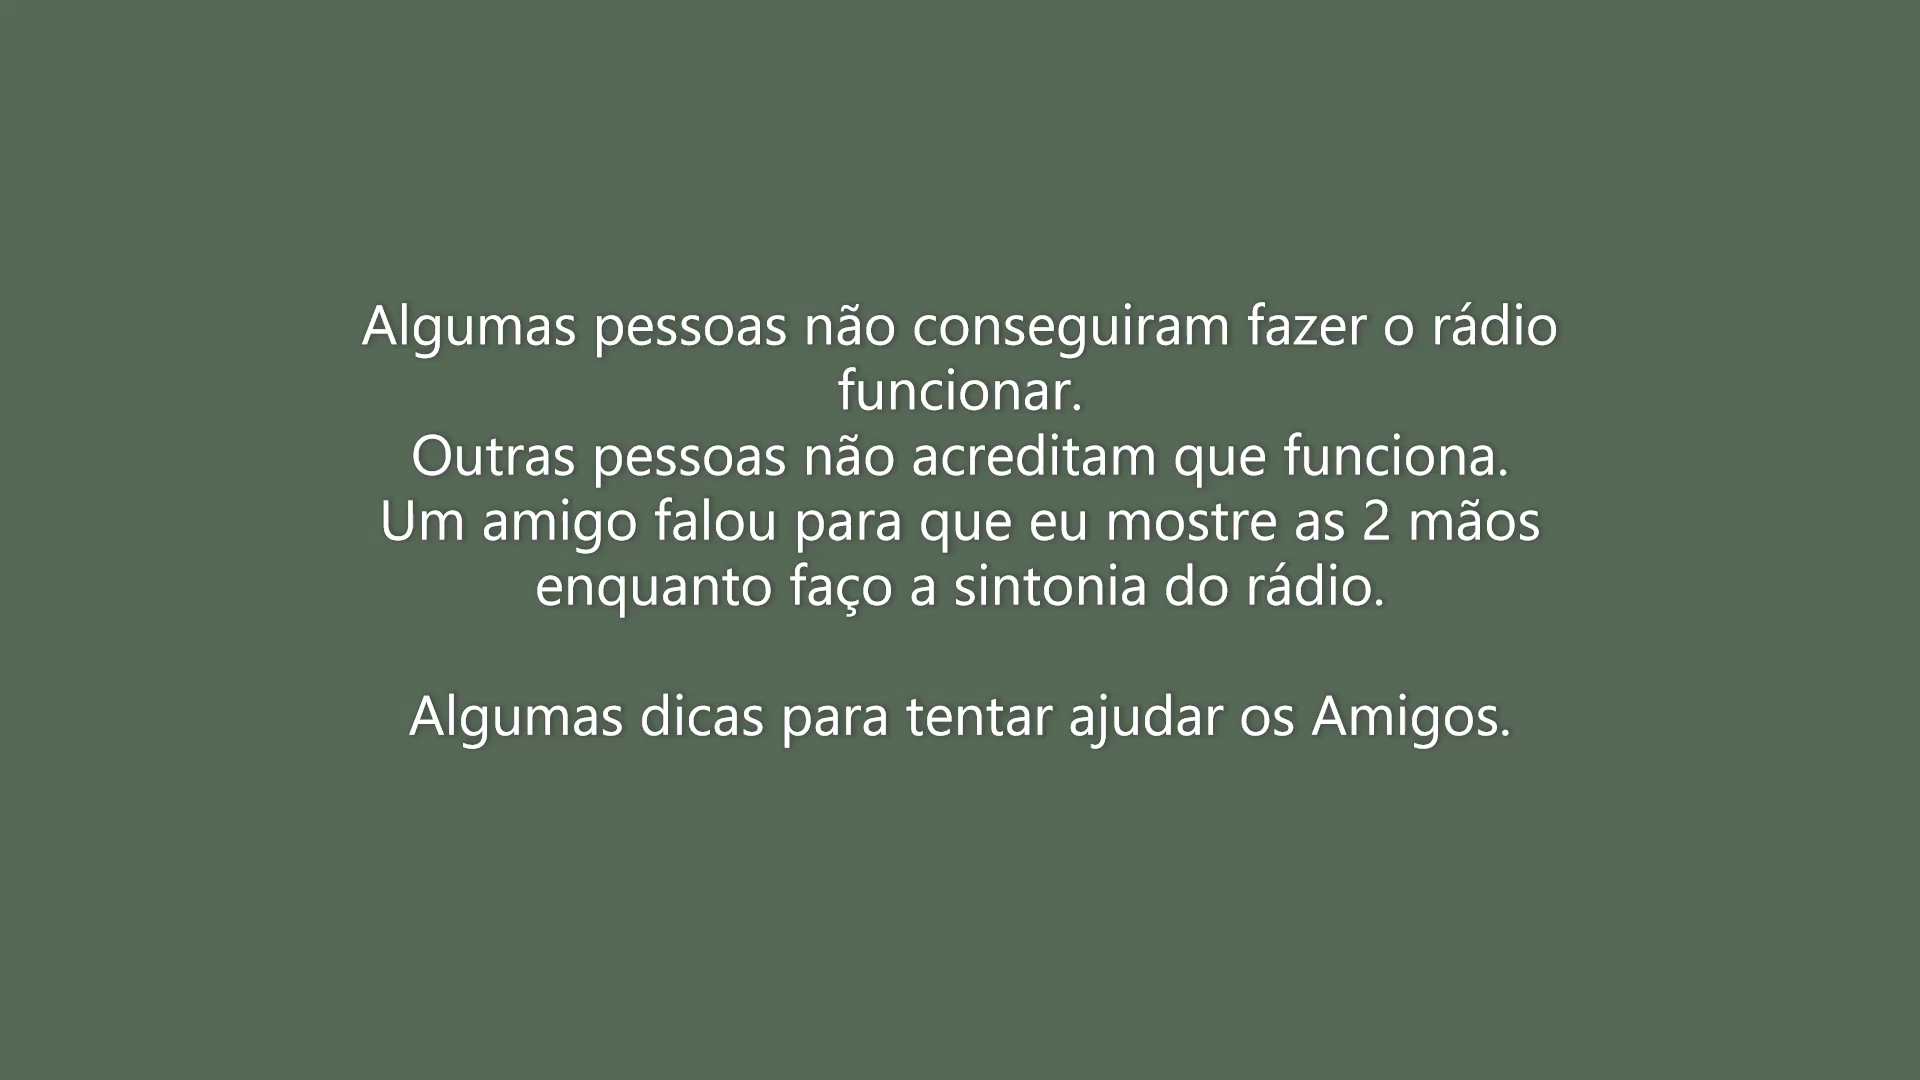 Algumas pessoas não conseguiram fazer o rádio
funcionar.
Outras pessoas não acreditam que funciona.
Um amigo falou para que eu mostre as 2 mãos
enquanto faço a sintonia do rádio.
Algumas dicas para tentar ajudar os Amigos.